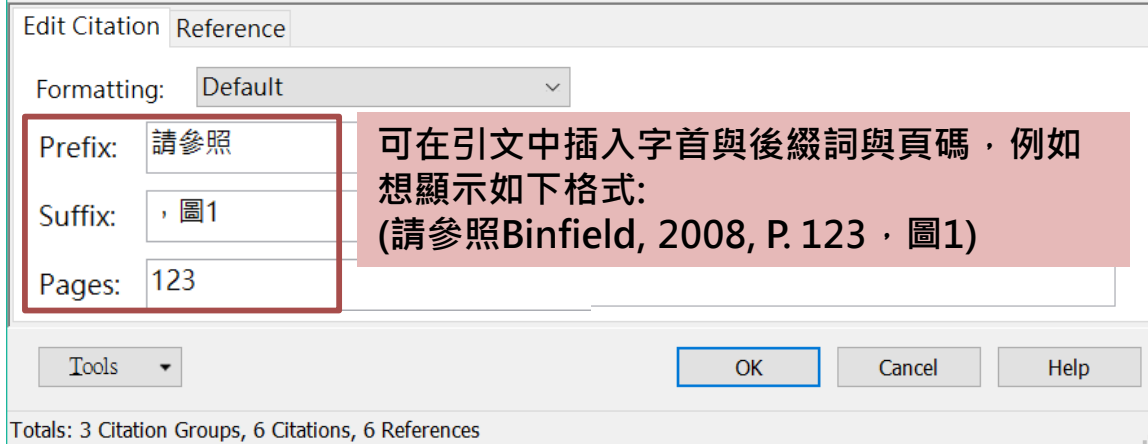 Edit Citation Reference
Formatting: Default
Prefix: 請參照
Suffix: ，圖1
Pages: 123
可在引文中插入字首與後綴詞與頁碼，例如
想顯示如下格式:
(請參照Binfield, 2008, P. 123，圖1)
Tools OK Cancel Help
Totals: 3 Citation Groups, 6 Citations, 6 References